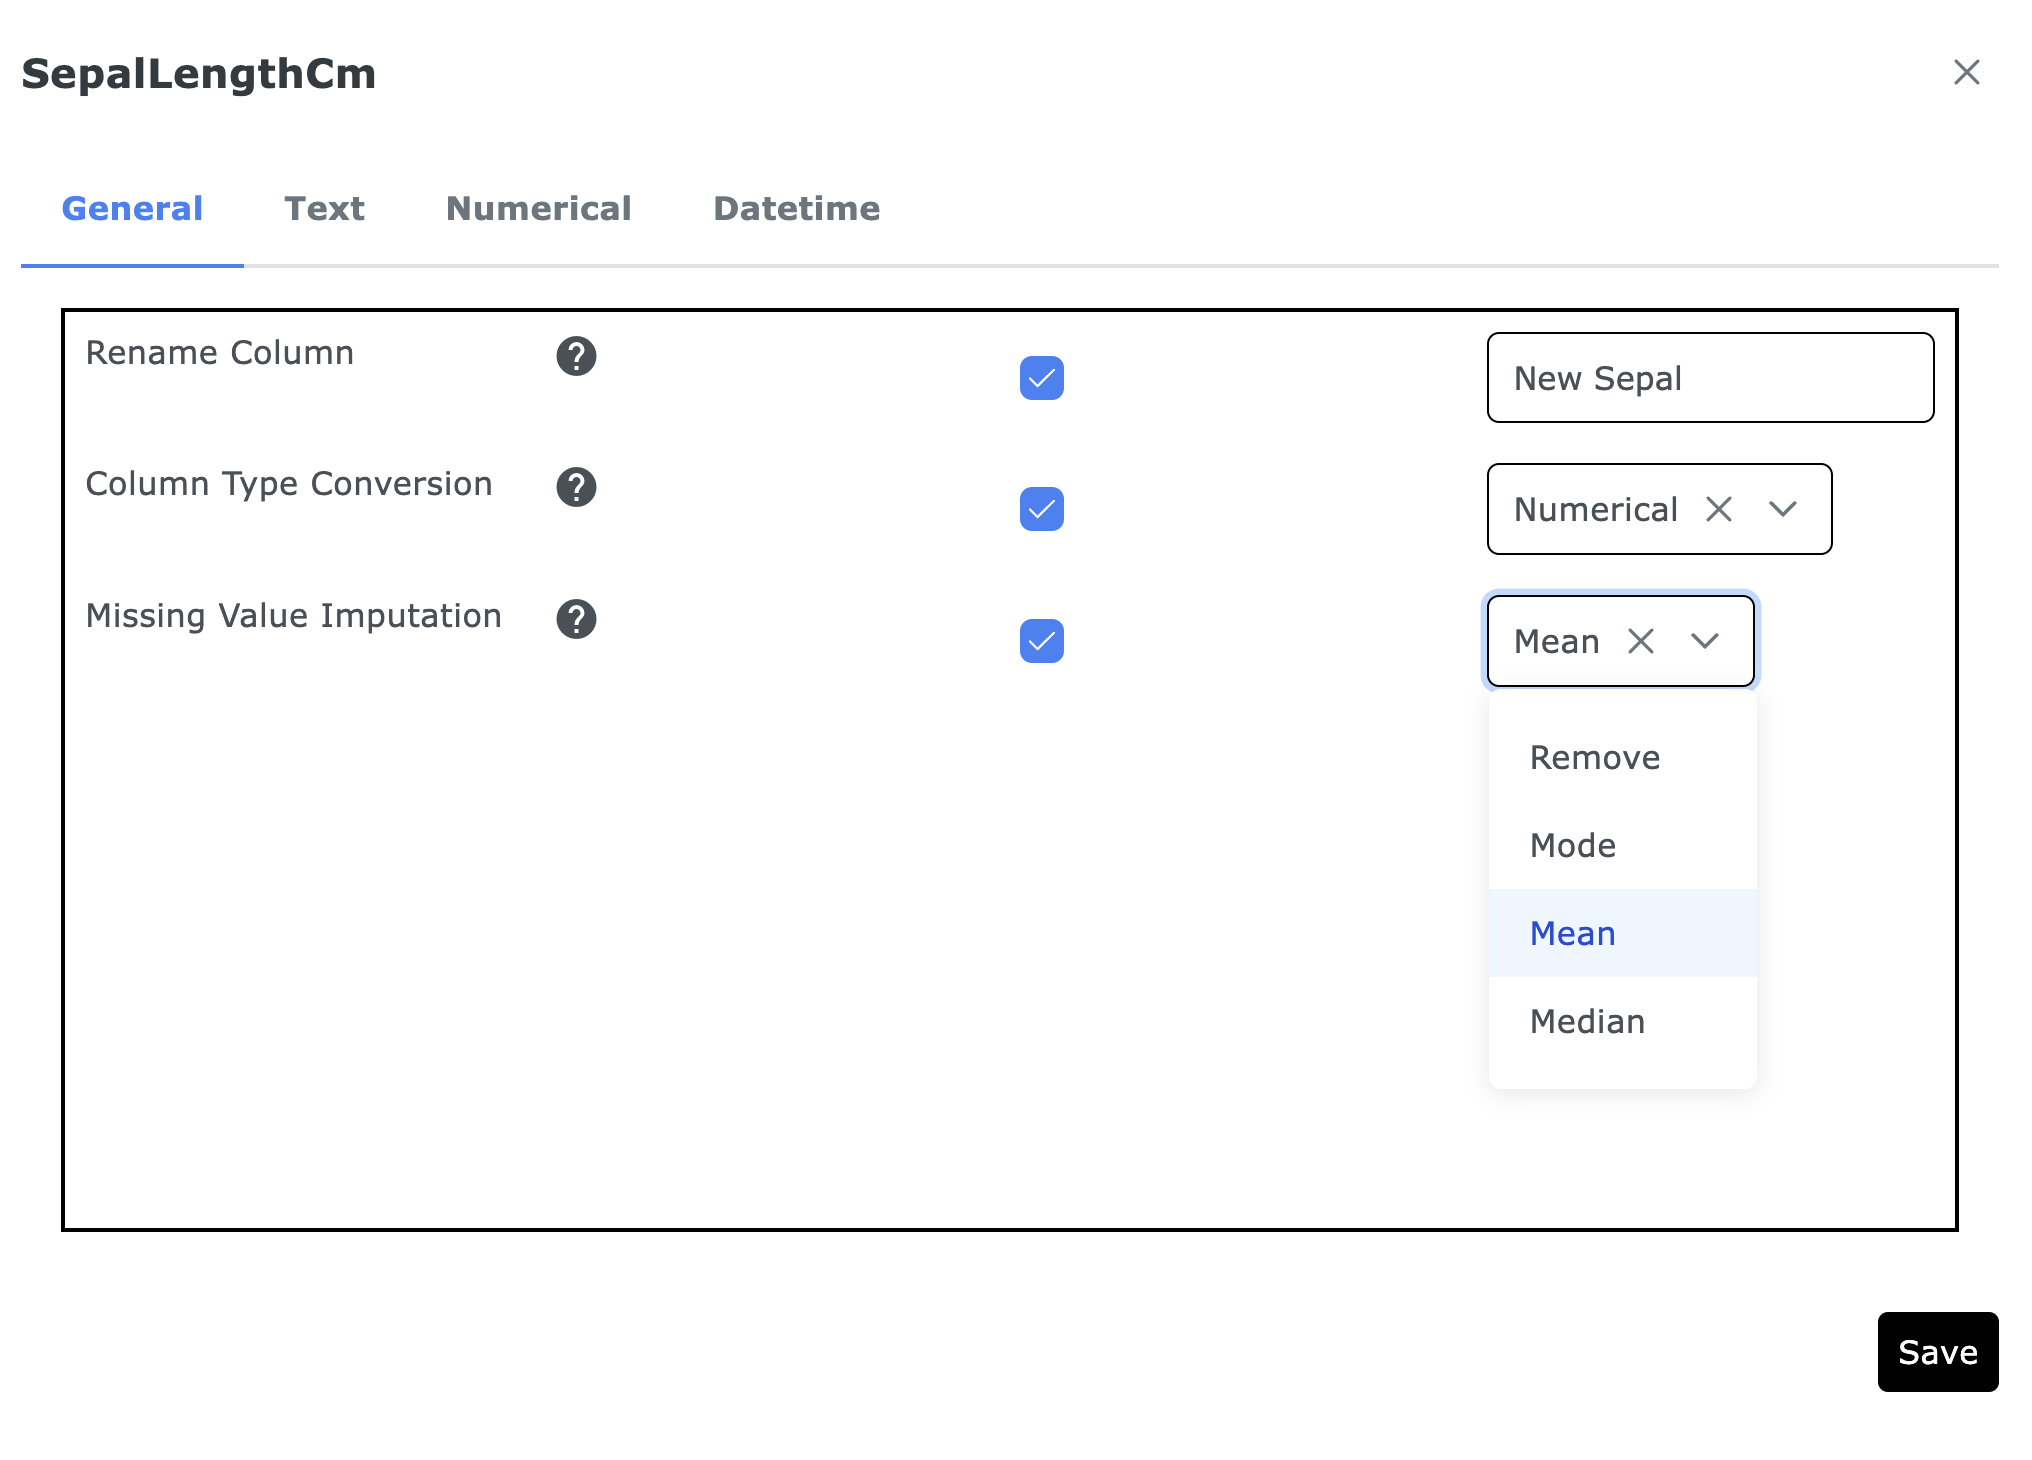 SepalLengthCm
General Text Numerical Datetime
Rename Column ? New Sepal
Column Type Conversion ? Numerical
Missing Value Imputation ? Mean
Remove
Mode
Mean
Median
Save